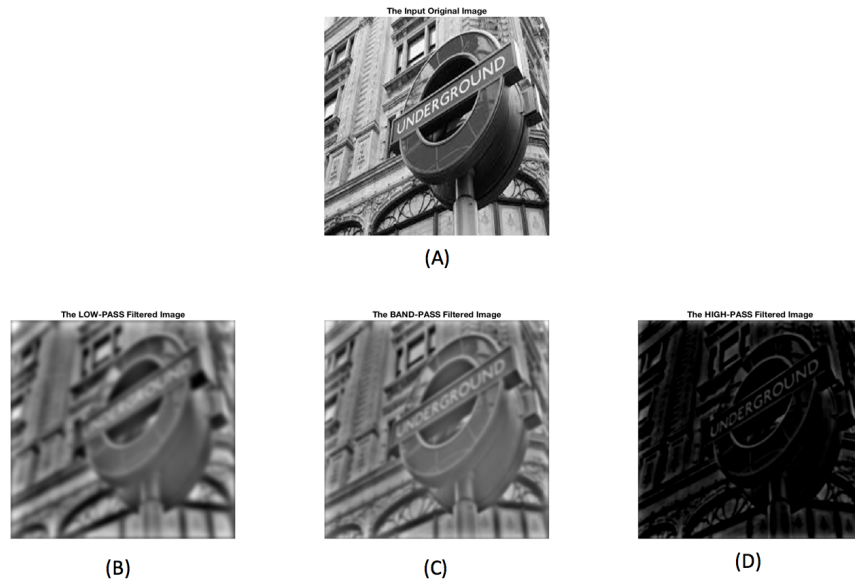 The Input Original Image
UNDERGROUND
(A)
The LOW-PASS Filtered Image
The BAND-PASS Filtered Image
The HIGH-PASS Filtered Image
UNDERGROUND
UNDERGROUND
UNDERGROUND
(B)
(C)
(D)